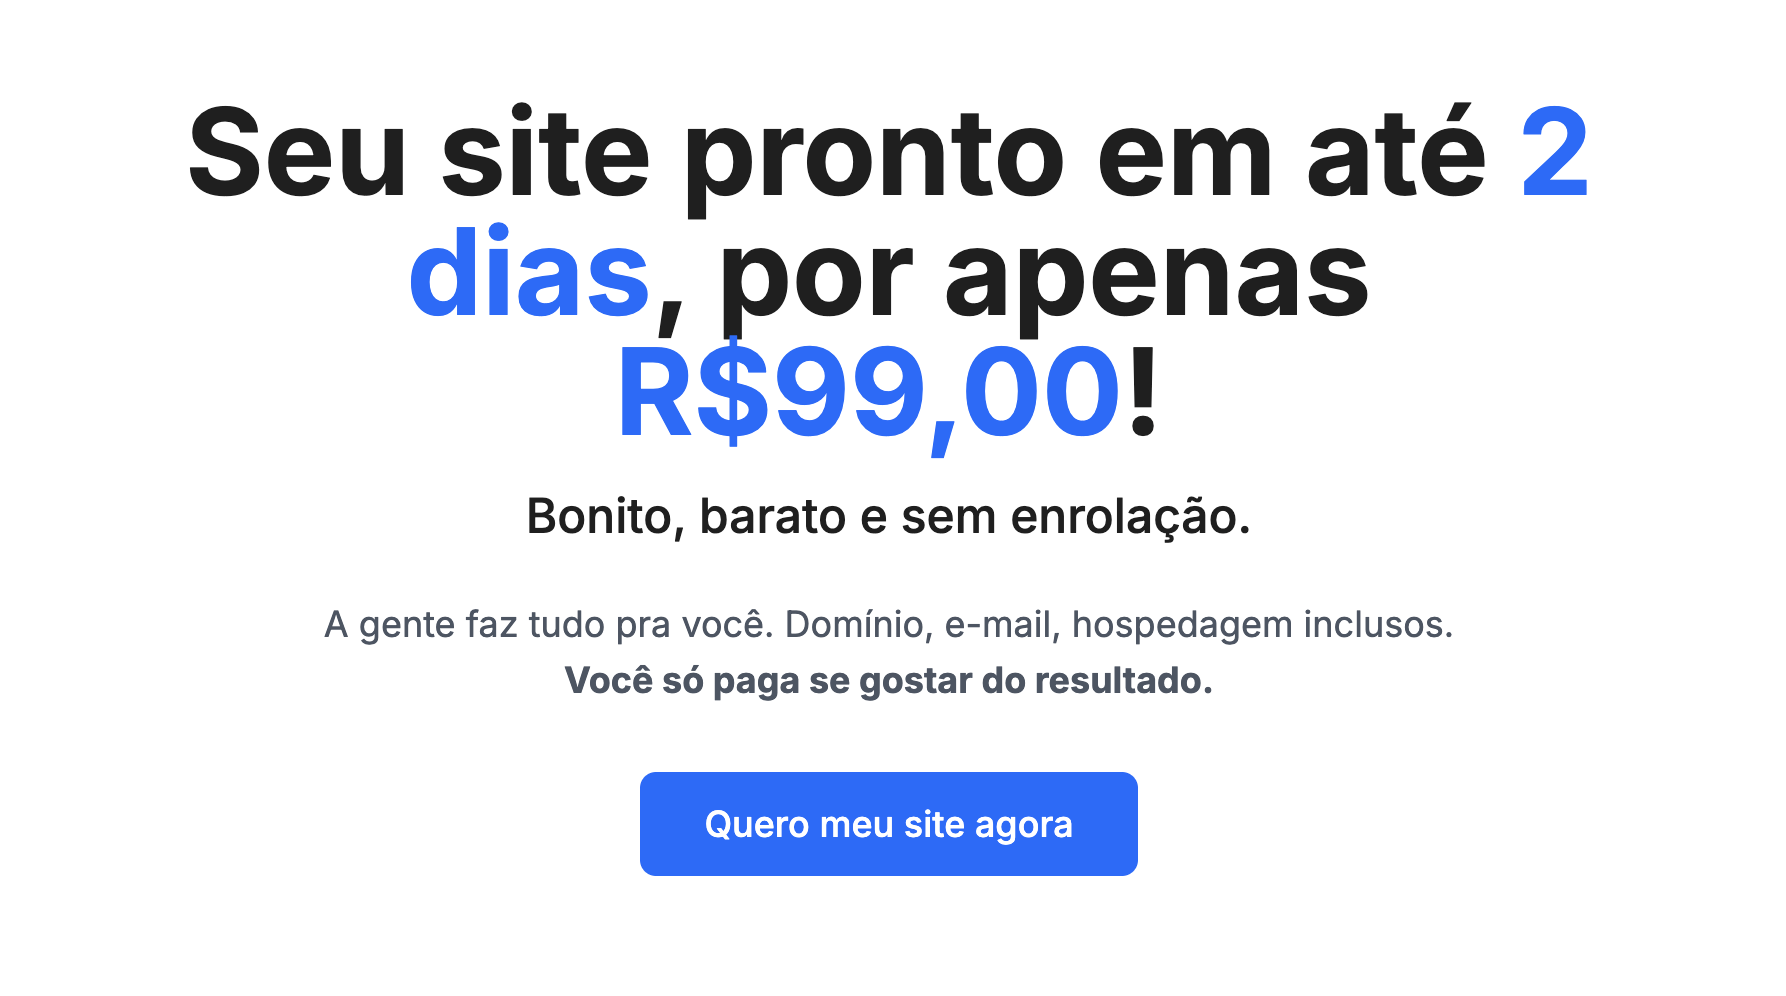 Seu site pronto em até 2
dias, por apenas
R$99,00!
Bonito, barato e sem enrolação.
A gente faz tudo pra você. Domínio, e-mail, hospedagem inclusos.
Você só paga se gostar do resultado.
Quero meu site agora